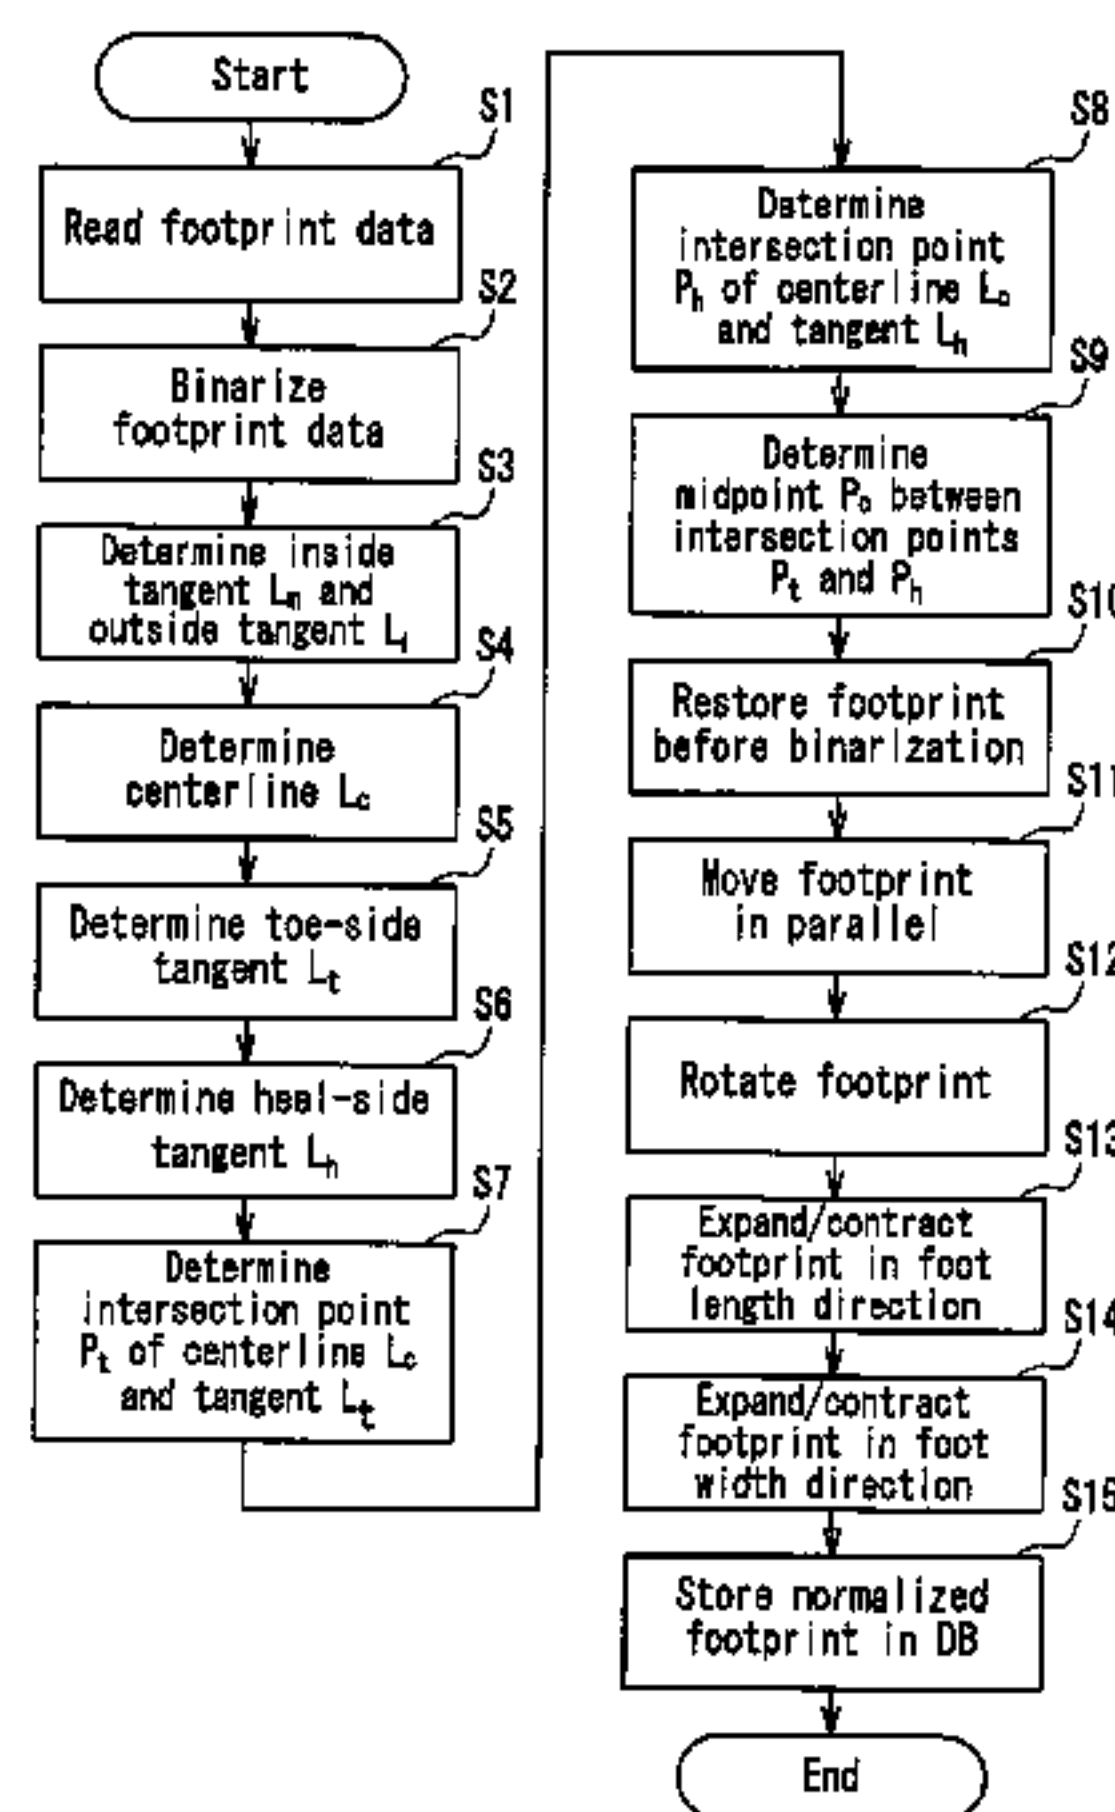 Start
S1
Read footprint data
S2
Binarize
footprint data
S3
Determine inside
tangent Lm and
outside tangent Ll
S4
Determine
centerline Lc
S5
Determine toe-side
tangent Lt
S6
Determine heel-side
tangent Lh
S7
Determine
intersection point
Pt of centerline Lc
and tangent Lt
S8
Determine
intersection point
Ph of centerline Lc
and tangent Lh
S9
Determine
midpoint Pc between
intersection points
Pt and Ph
S10
Restore footprint
before binarization
S11
Move footprint
in parallel
S12
Rotate footprint
S13
Expand/contract
footprint in foot
length direction
S14
Expand/contract
footprint in foot
width direction
S15
Store normalized
footprint in DB
End